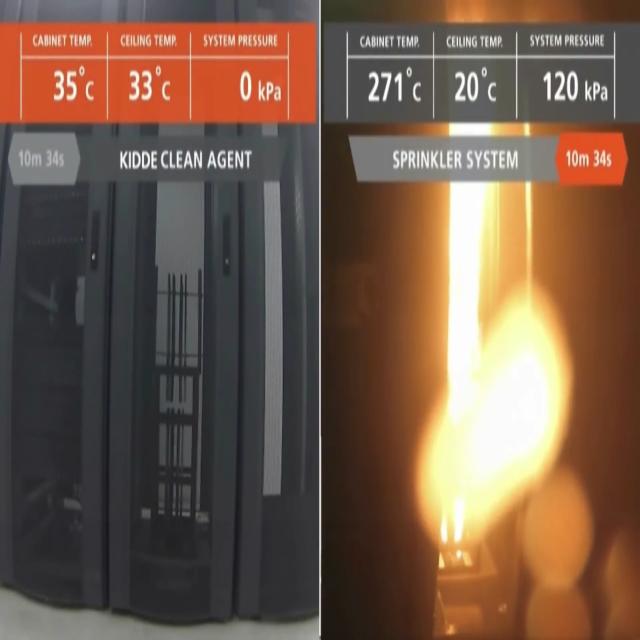 CABINET TEMP. CEILING TEMP. SYSTEM PRESSURE
35°C 33°C 0 kPa
10m 34s KIDDE CLEAN AGENT
CABINET TEMP. CEILING TEMP. SYSTEM PRESSURE
271°C 20°C 120 kPa
SPRINKLER SYSTEM 10m 34s